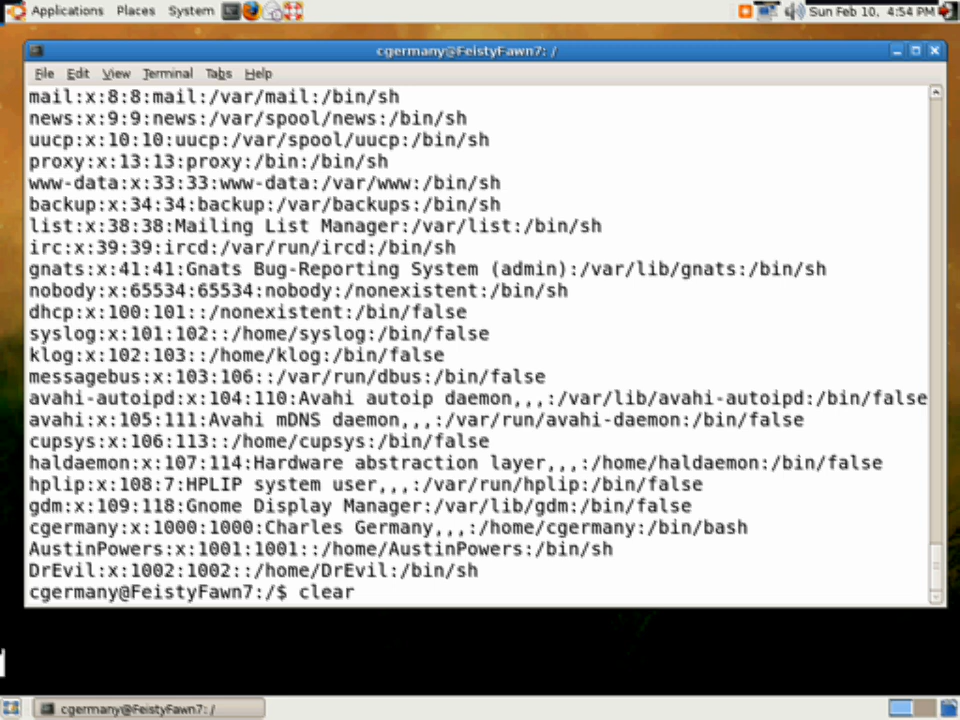 Applications Places System
Sun Feb 10, 4:54 PM
cgermany@FeistyFawn7: /
File Edit View Terminal Tabs Help
mail:x:8:8:mail:/var/mail:/bin/sh
news:x:9:9:news:/var/spool/news:/bin/sh
uucp:x:10:10:uucp:/var/spool/uucp:/bin/sh
proxy:x:13:13:proxy:/bin:/bin/sh
www-data:x:33:33:www-data:/var/www:/bin/sh
backup:x:34:34:backup:/var/backups:/bin/sh
list:x:38:38:Mailing List Manager:/var/list:/bin/sh
irc:x:39:39:ircd:/var/run/ircd:/bin/sh
gnats:x:41:41:Gnats Bug-Reporting System (admin):/var/lib/gnats:/bin/sh
nobody:x:65534:65534:nobody:/nonexistent:/bin/sh
dhcp:x:100:101::/nonexistent:/bin/false
syslog:x:101:102::/home/syslog:/bin/false
klog:x:102:103::/home/klog:/bin/false
messagebus:x:103:106::/var/run/dbus:/bin/false
avahi-autoipd:x:104:110:Avahi autoip daemon,,,:/var/lib/avahi-autoipd:/bin/false
avahi:x:105:111:Avahi mDNS daemon,,,:/var/run/avahi-daemon:/bin/false
cupsys:x:106:113::/home/cupsys:/bin/false
haldaemon:x:107:114:Hardware abstraction layer,,,:/home/haldaemon:/bin/false
hplip:x:108:7:HPLIP system user,,,:/var/run/hplip:/bin/false
gdm:x:109:118:Gnome Display Manager:/var/lib/gdm:/bin/false
cgermany:x:1000:1000:Charles Germany,,,:/home/cgermany:/bin/bash
AustinPowers:x:1001:1001::/home/AustinPowers:/bin/sh
DrEvil:x:1002:1002::/home/DrEvil:/bin/sh
cgermany@FeistyFawn7:/$ clear
cgermany@FeistyFawn7: /